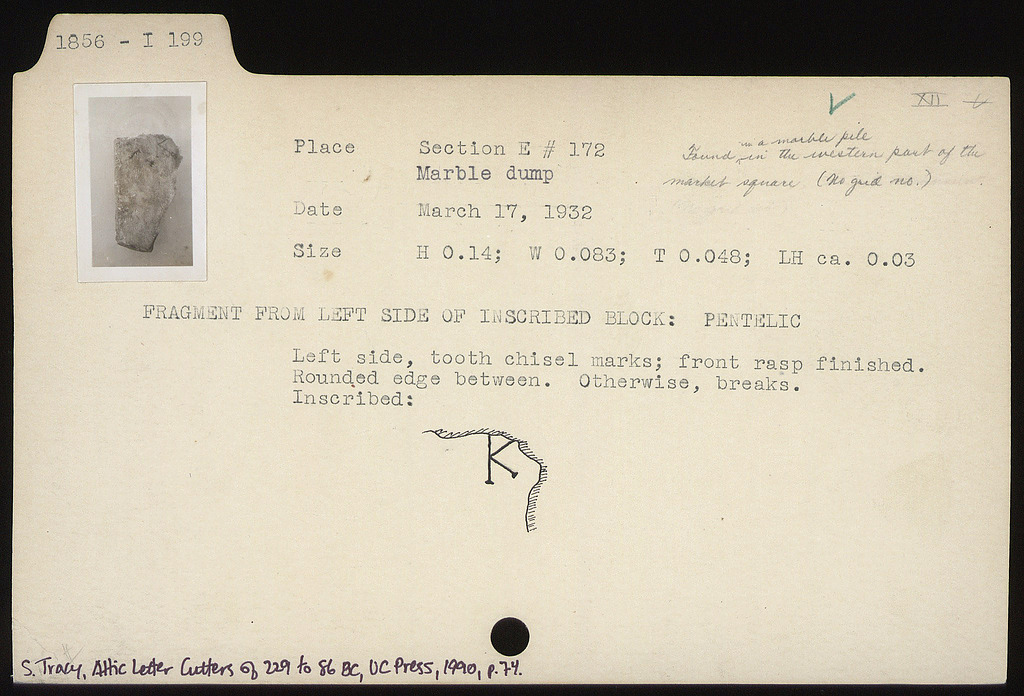 1856 - I 199
XII
Place Section E # 172
Marble dump
Found in a marble pile in the western part of the
market square (No grid no.)
Date March 17, 1932
Size H 0.14; W 0.083; T 0.048; LH ca. 0.03
FRAGMENT FROM LEFT SIDE OF INSCRIBED BLOCK: PENTELIC
Left side, tooth chisel marks; front rasp finished.
Rounded edge between. Otherwise, breaks.
Inscribed:
K
S. Tracy, Attic Letter Cutters of 229 to 86 BC, UC Press, 1990, p. 74.